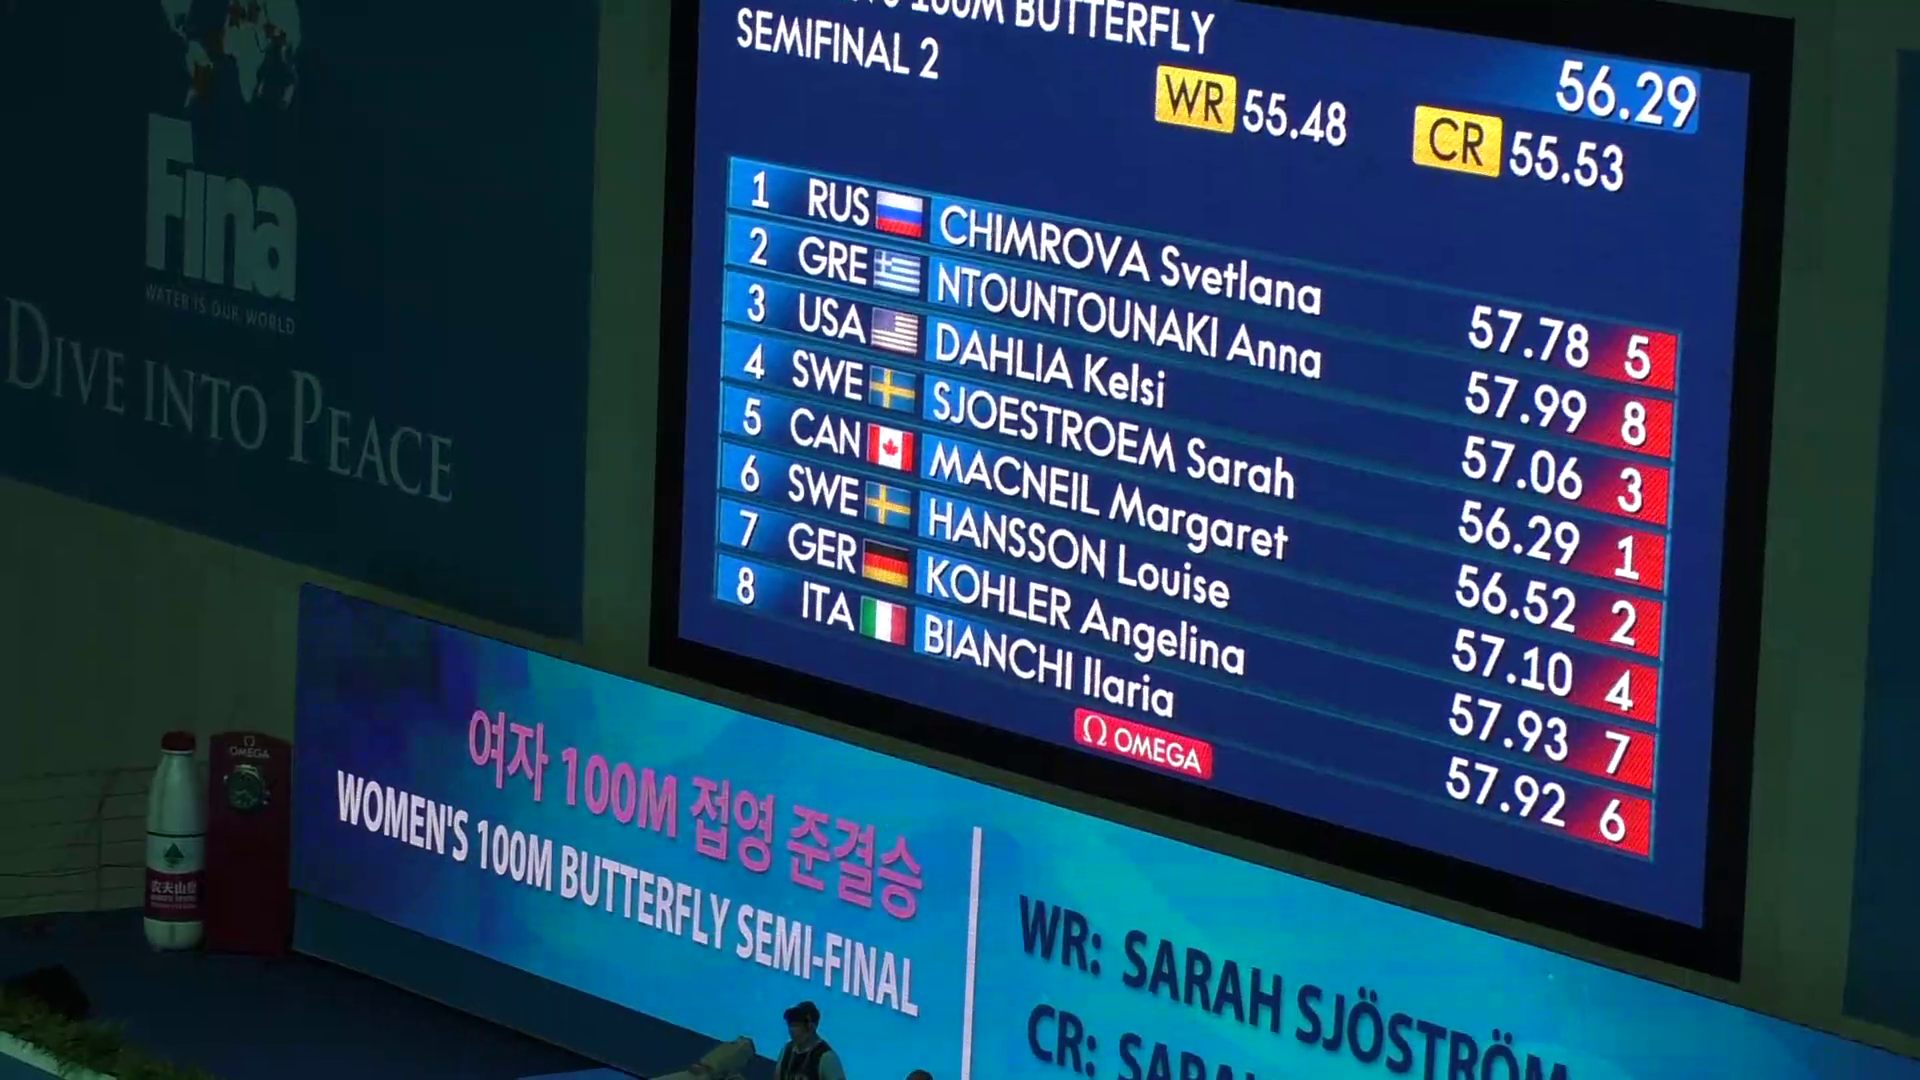 100M BUTTERFLY
SEMIFINAL 2
56.29
WR 55.48 CR 55.53
1 RUS CHIMROVA Svetlana 57.78 5
2 GRE NTOUNTOUNAKI Anna 57.99 8
3 USA DAHLIA Kelsi 57.06 3
4 SWE SJOESTROEM Sarah 56.29 1
5 CAN MACNEIL Margaret 56.52 2
6 SWE HANSSON Louise 57.10 4
7 GER KOHLER Angelina 57.93 7
8 ITA BIANCHI Ilaria 57.92 6
Ω OMEGA
Fina
WATER IS OUR WORLD
DIVE INTO PEACE
Ω
OMEGA
农夫山泉
여자 100M 접영 준결승
WOMEN'S 100M BUTTERFLY SEMI-FINAL
WR: SARAH SJÖSTRÖM
CR: